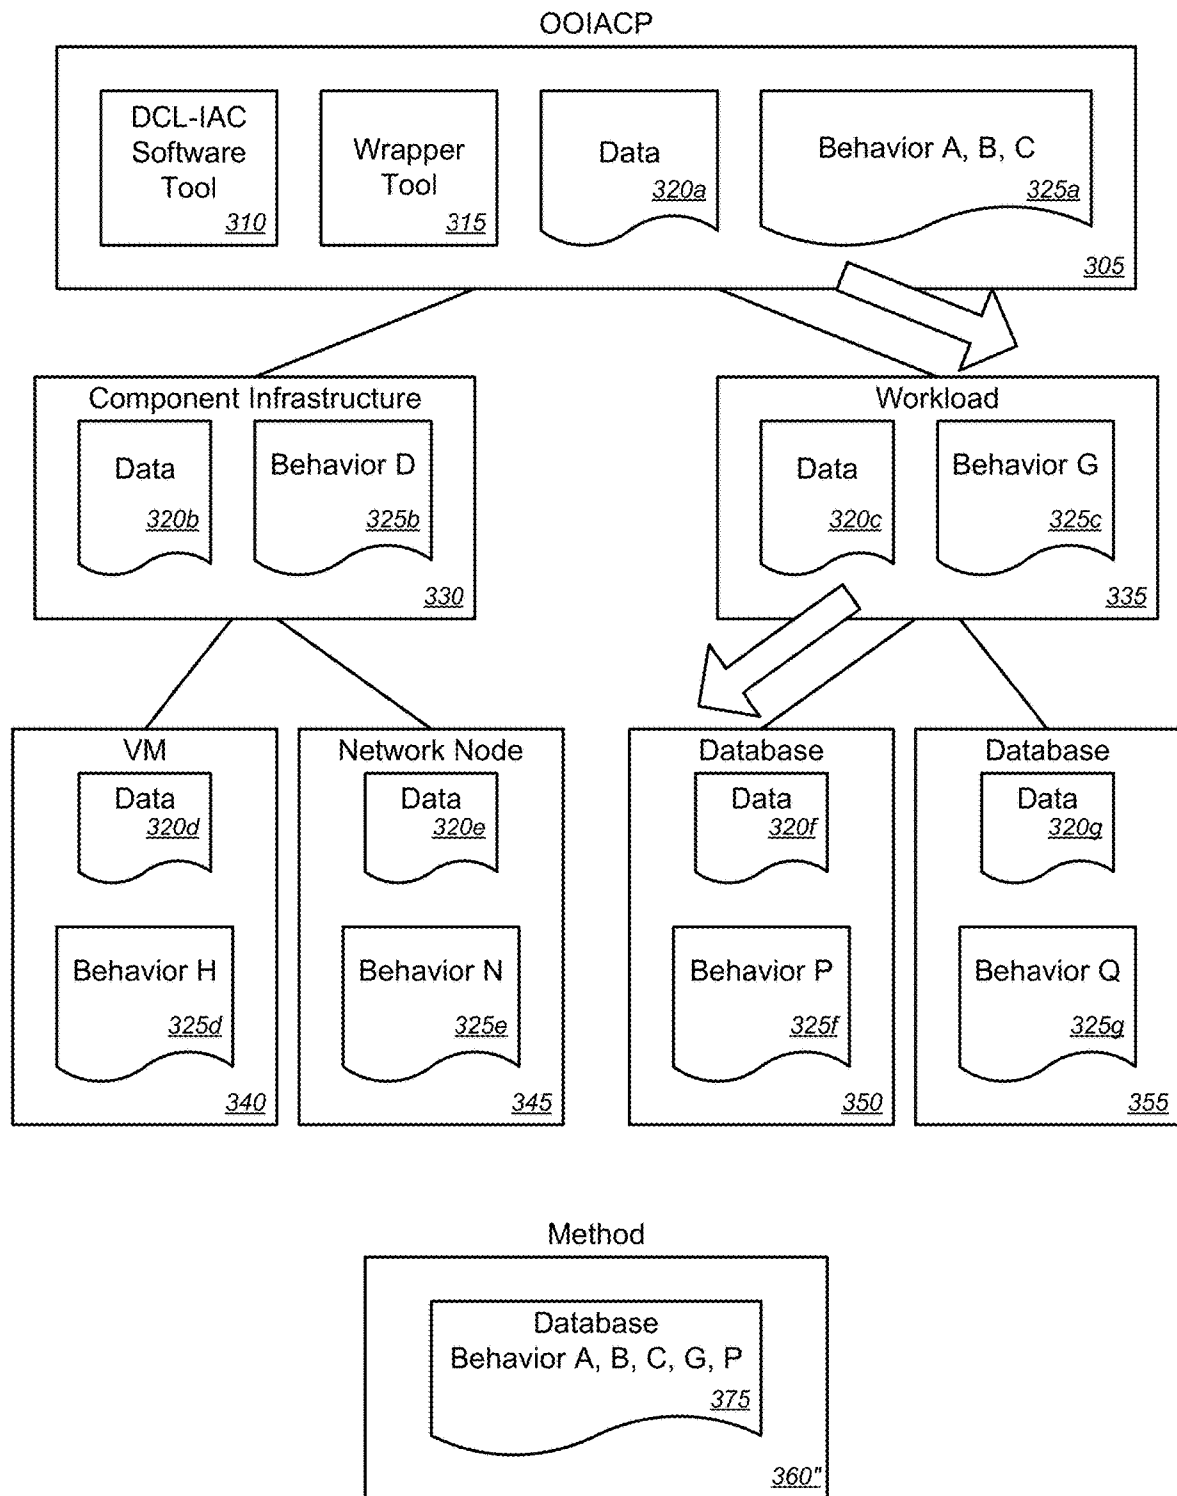 OOIACP
DCL-IAC
Software
Tool
310
Wrapper
Tool
315
Data
320a
Behavior A, B, C
325a
305
Component Infrastructure
Data
320b
Behavior D
325b
330
Workload
Data
320c
Behavior G
325c
335
VM
Data
320d
Behavior H
325d
340
Network Node
Data
320e
Behavior N
325e
345
Database
Data
320f
Behavior P
325f
350
Database
Data
320g
Behavior Q
325g
355
Method
Database
Behavior A, B, C, G, P
375
360"